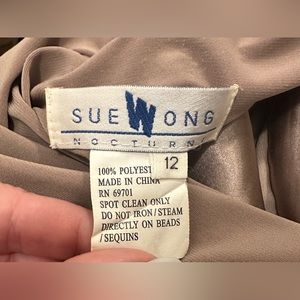 SUE WONG
NOCTURN
12
100% POLYEST
MADE IN CHINA
RN 69701
SPOT CLEAN ONLY
DO NOT IRON/STEAM
DIRECTLY ON BEADS
/SEQUINS